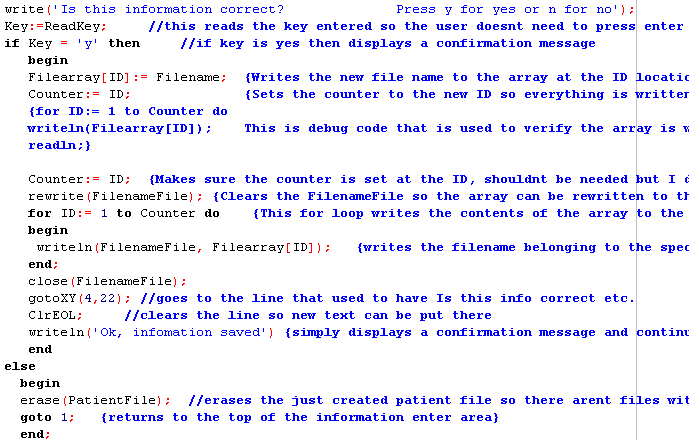 write('Is this information correct? Press y for yes or n for no');
Key:=ReadKey; //this reads the key entered so the user doesnt need to press enter
if Key = 'y' then //if key is yes then displays a confirmation message
begin
Filearray[ID]:= Filename; {Writes the new file name to the array at the ID
Counter:= ID; {Sets the counter to the new ID so everything is written
{for ID:= 1 to Counter do
writeln(Filearray[ID]); This is debug code that is used to verify the array is
readln;}
Counter:= ID; {Makes sure the counter is set at the ID, shouldnt be needed but I
rewrite(FilenameFile); {Clears the FilenameFile so the array can be rewritten to
for ID:= 1 to Counter do {This for loop writes the contents of the array to the
begin
writeln(FilenameFile, Filearray[ID]); {writes the filename belonging to the
end;
close(FilenameFile);
gotoXY(4,22); //goes to the line that used to have Is this info correct etc.
ClrEOL; //clears the line so new text can be put there
writeln('Ok, infomation saved') {simply displays a confirmation message and
end
else
begin
erase(PatientFile); //erases the just created patient file so there arent files
goto 1; {returns to the top of the information enter area}
end;